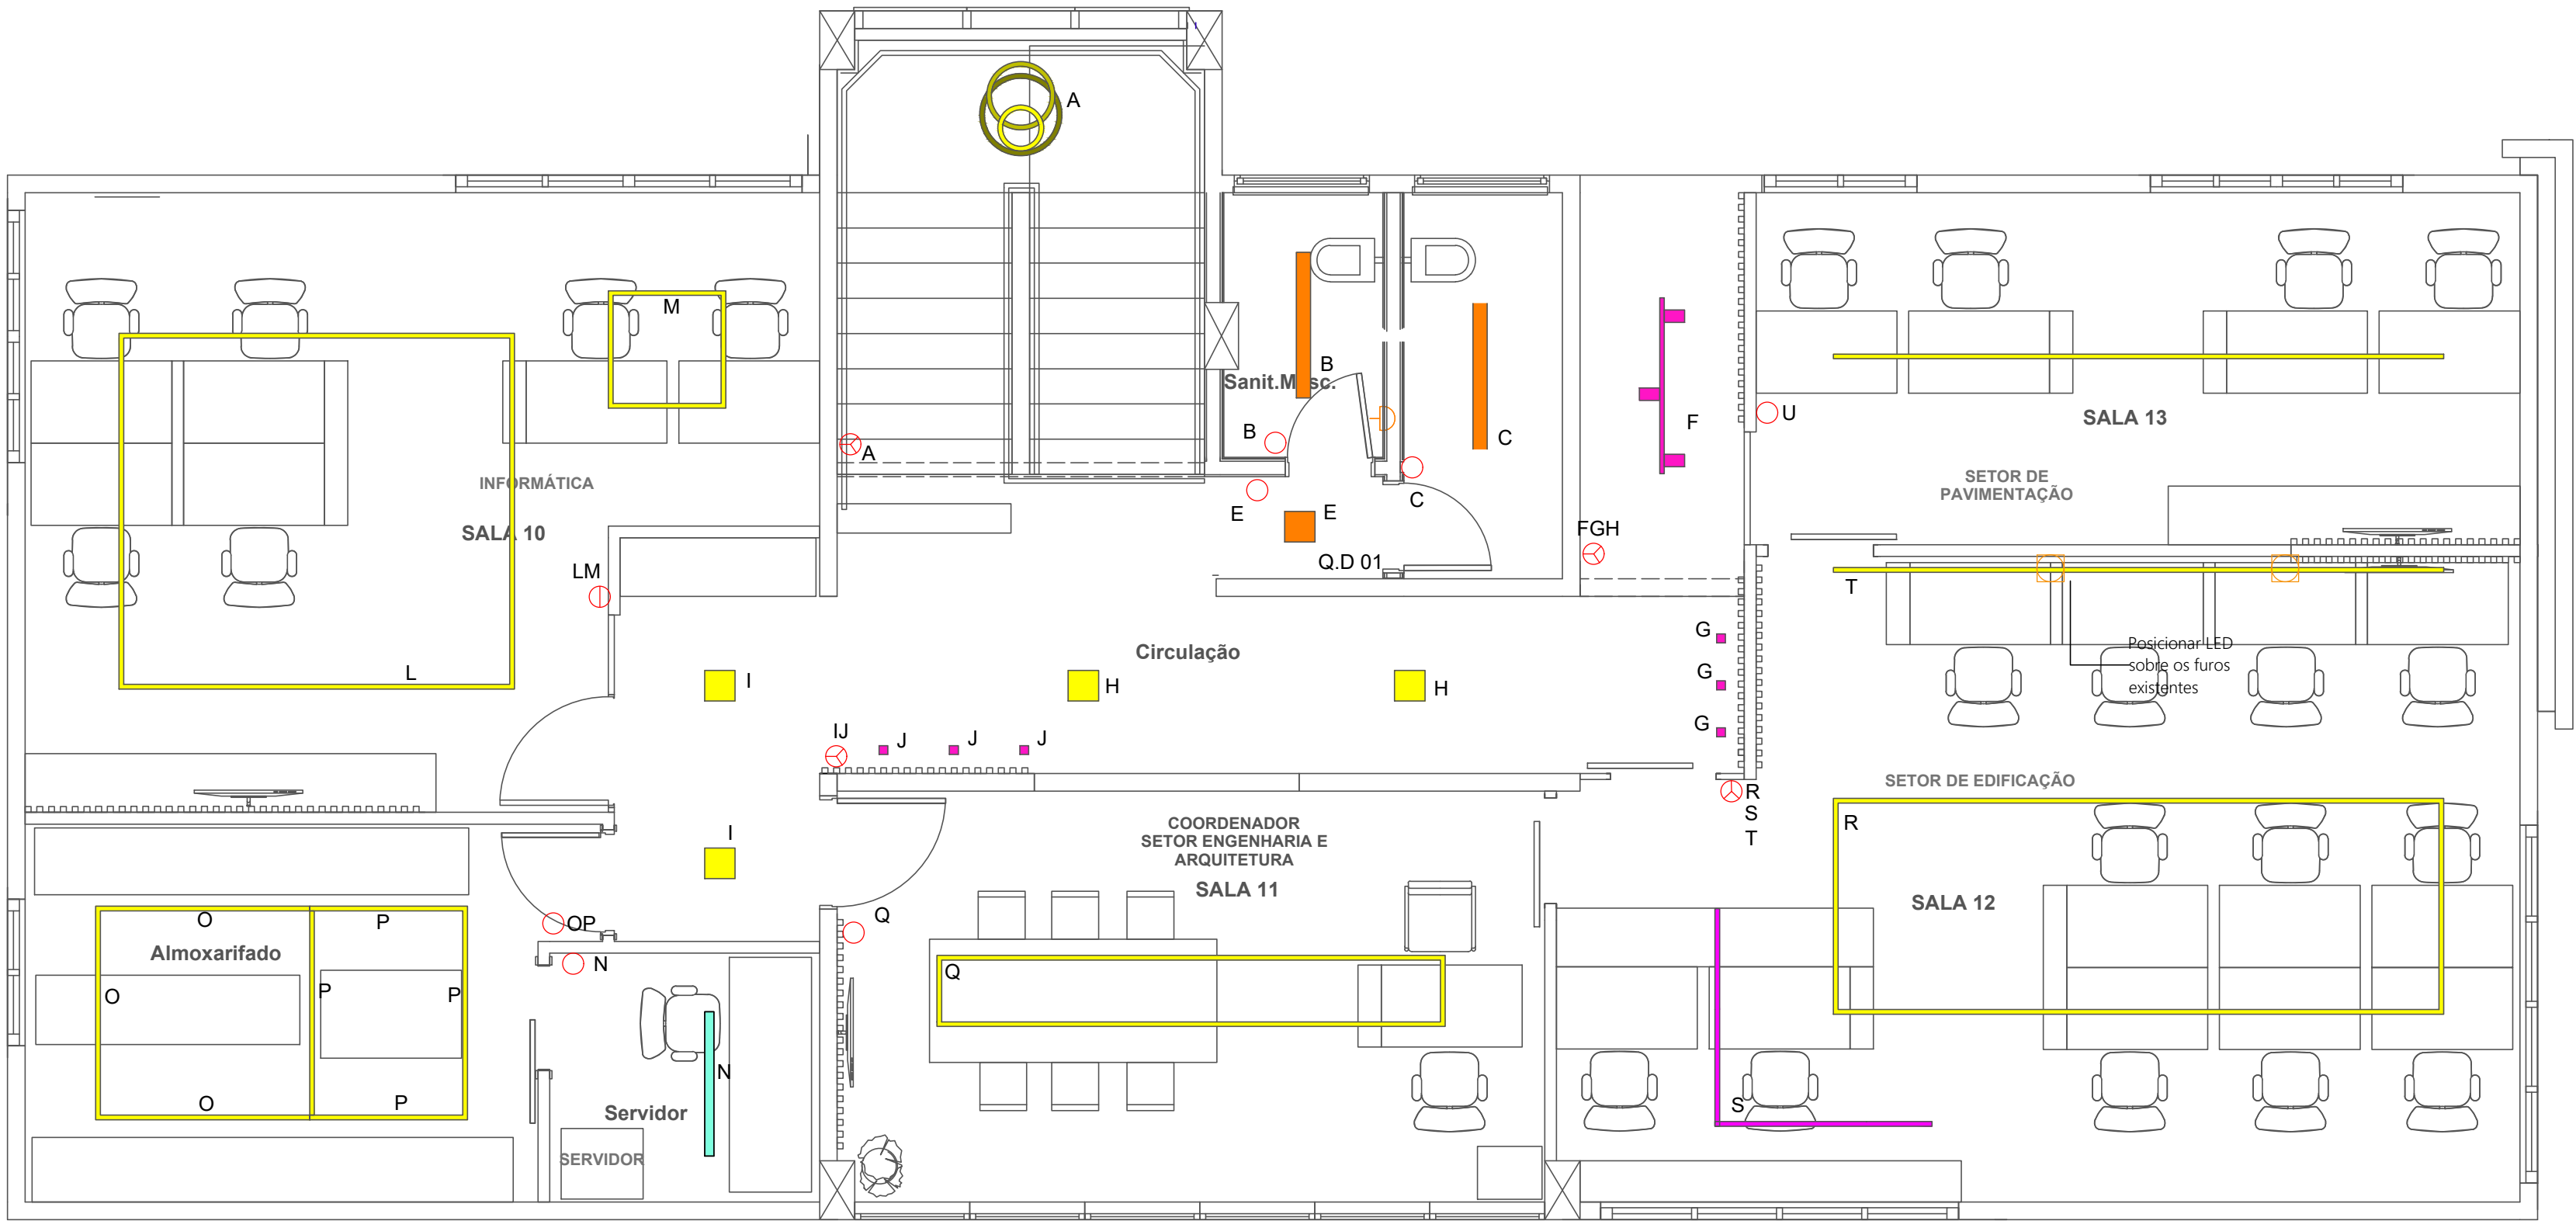 A
M
B
Sanit.Masc.
F
U
SALA 13
B
C
A
INFORMÁTICA
SETOR DE
PAVIMENTAÇÃO
E
E
C
SALA 10
FGH
Q.D 01
LM
T
G
Circulação
Posicionar LED
sobre os furos
existentes
L
I
H
H
G
G
IJ
J
J
J
SETOR DE EDIFICAÇÃO
R
S
T
I
COORDENADOR
SETOR ENGENHARIA E
ARQUITETURA
SALA 11
R
SALA 12
O
P
OP
Q
Almoxarifado
N
Q
O
P
P
N
O
P
Servidor
S
SERVIDOR